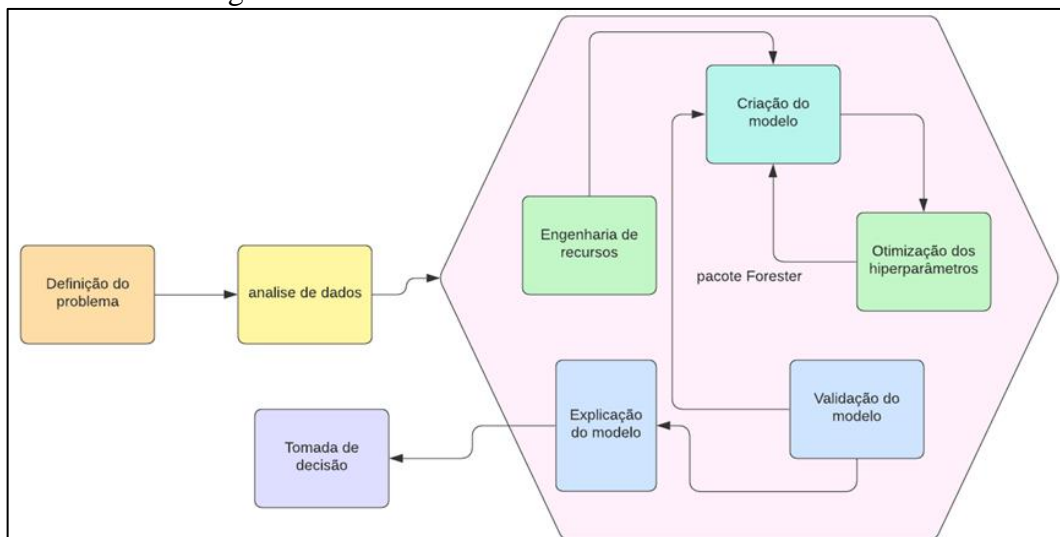 Criação do
modelo
Engenharia de
recursos
Otimização dos
hiperparâmetros
pacote Forester
Definição do
problema
analise de dados
Explicação
do modelo
Validação do
modelo
Tomada de
decisão